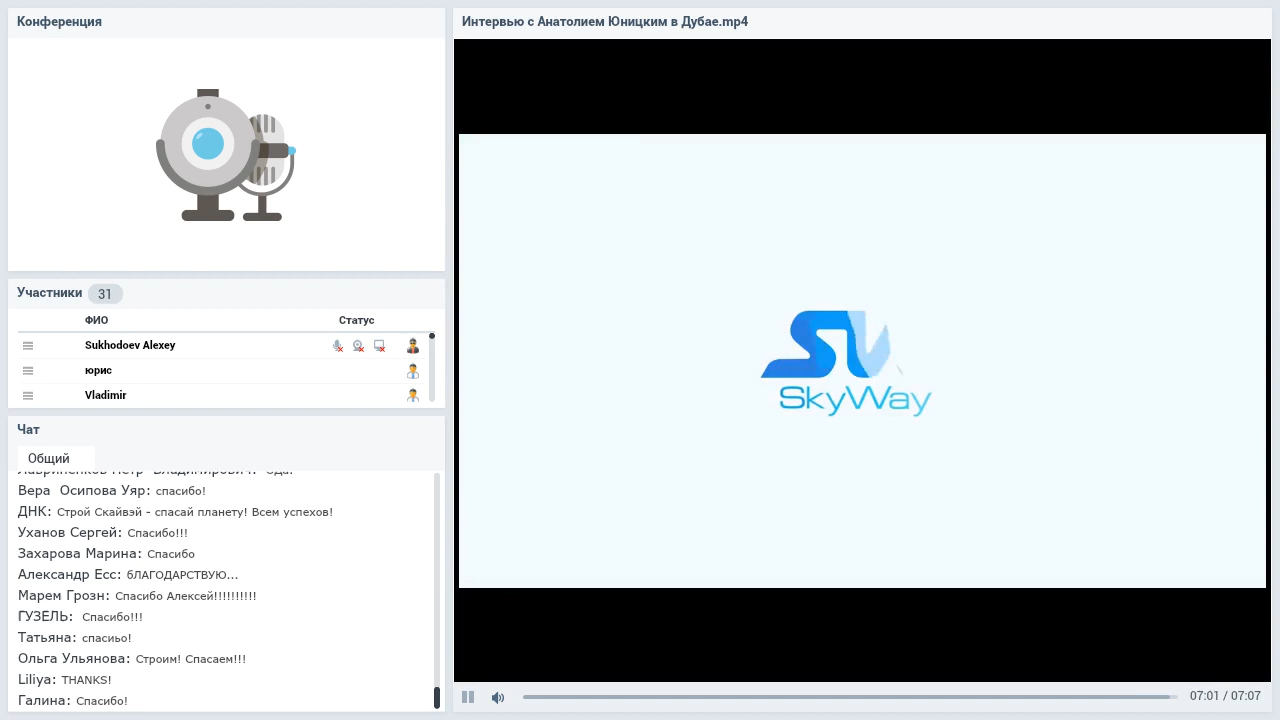 Конференция
Интервью с Анатолием Юницким в Дубае.mp4
SkyWay
Участники 31
ФИО Статус
Sukhodoev Alexey
юрис
Vladimir
Чат
Общий
Вера Осипова Уяр: спасибо!
ДНК: Строй Скайвэй - спасай планету! Всем успехов!
Уханов Сергей: Спасибо!!!
Захарова Марина: Спасибо
Александр Есс: бЛАГОДАРСТВУЮ...
Марем Грозн: Спасибо Алексей!!!!!!!!!!
ГУЗЕЛЬ: Спасибо!!!
Татьяна: спасиьо!
Ольга Ульянова: Строим! Спасаем!!!
Liliya: THANKS!
Галина: Спасибо!
07:01 / 07:07